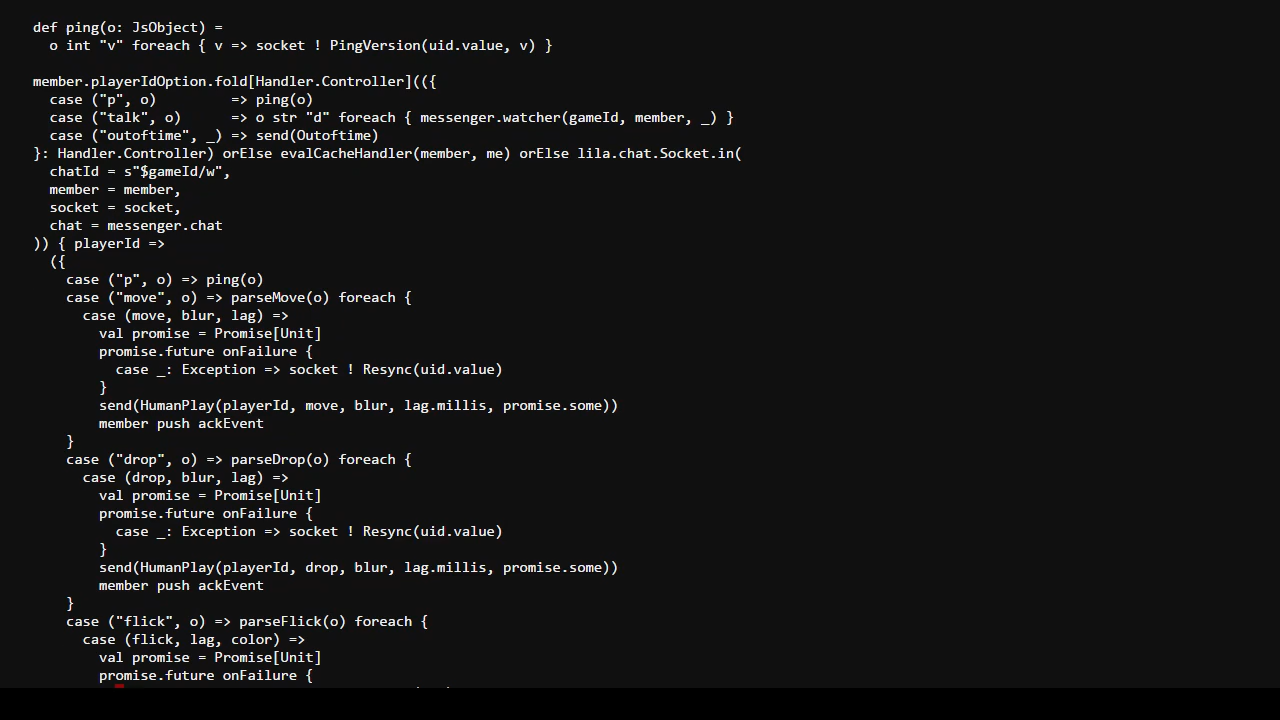 def ping(o: JsObject) =
  o int "v" foreach { v => socket ! PingVersion(uid.value, v) }

member.playerIdOption.fold[Handler.Controller](({
  case ("p", o)         => ping(o)
  case ("talk", o)      => o str "d" foreach { messenger.watcher(gameId, member, _) }
  case ("outoftime", _) => send(Outoftime)
}: Handler.Controller) orElse evalCacheHandler(member, me) orElse lila.chat.Socket.in(
  chatId = s"$gameId/w",
  member = member,
  socket = socket,
  chat = messenger.chat
)) { playerId =>
  ({
    case ("p", o) => ping(o)
    case ("move", o) => parseMove(o) foreach {
      case (move, blur, lag) =>
        val promise = Promise[Unit]
        promise.future onFailure {
          case _: Exception => socket ! Resync(uid.value)
        }
        send(HumanPlay(playerId, move, blur, lag.millis, promise.some))
        member push ackEvent
    }
    case ("drop", o) => parseDrop(o) foreach {
      case (drop, blur, lag) =>
        val promise = Promise[Unit]
        promise.future onFailure {
          case _: Exception => socket ! Resync(uid.value)
        }
        send(HumanPlay(playerId, drop, blur, lag.millis, promise.some))
        member push ackEvent
    }
    case ("flick", o) => parseFlick(o) foreach {
      case (flick, lag, color) =>
        val promise = Promise[Unit]
        promise.future onFailure {